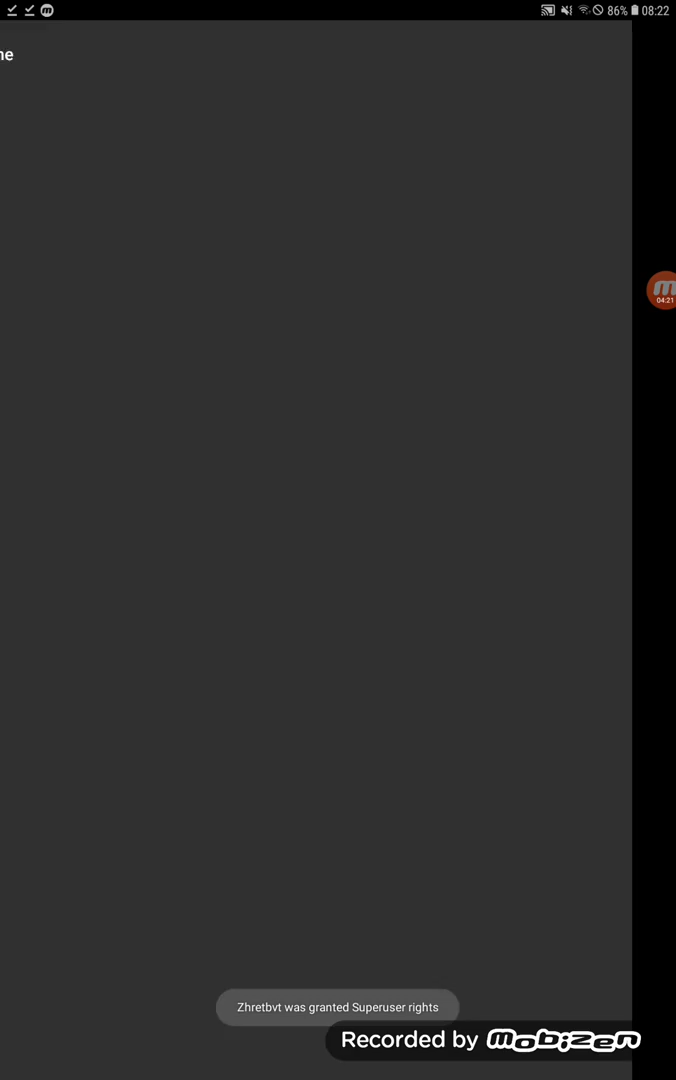 86% 08:22
ne
04:21
Zhretbvt was granted Superuser rights
Recorded by mobizen